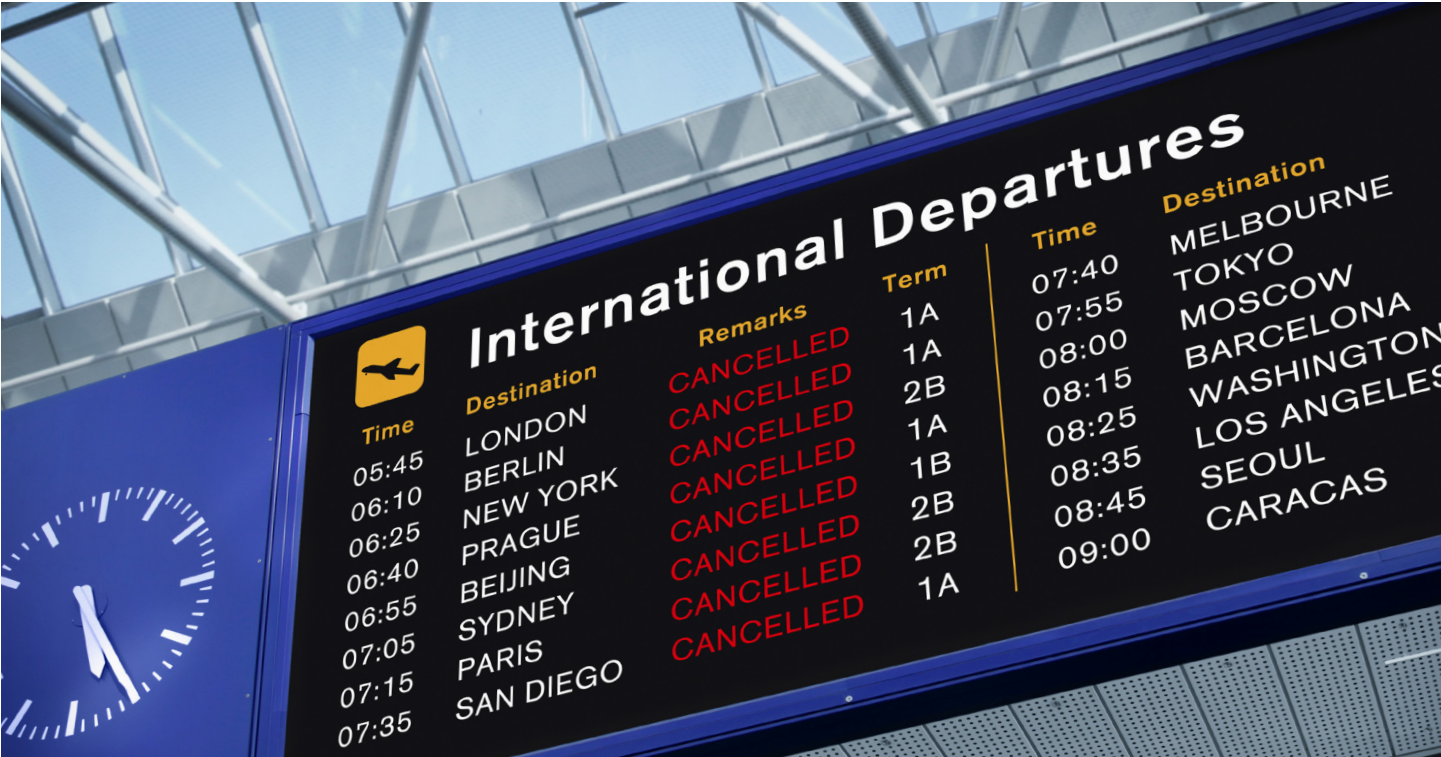 International Departures
Time Destination Remarks Term
05:45 LONDON CANCELLED 1A
06:10 BERLIN CANCELLED 1A
06:25 NEW YORK CANCELLED 2B
06:40 PRAGUE CANCELLED 1A
06:55 BEIJING CANCELLED 1B
07:05 SYDNEY CANCELLED 2B
07:15 PARIS CANCELLED 2B
07:35 SAN DIEGO CANCELLED 1A
Time Destination
07:40 MELBOURNE
07:55 TOKYO
08:00 MOSCOW
08:15 BARCELONA
08:25 WASHINGTON
08:35 LOS ANGELES
08:45 SEOUL
09:00 CARACAS